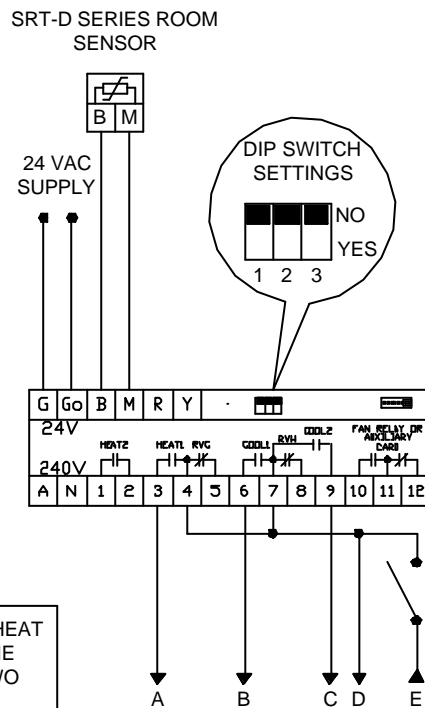 SRT-D SERIES ROOM
SENSOR
B M
24 VAC
SUPPLY
DIP SWITCH
SETTINGS
NO
YES
1 2 3
G Go B M R Y
24V
HEAT2 HEAT1 RVG COOL1 RVH COOL2 FAN RELAY OR
AUXILIARY
CARD
240V
A N 1 2 3 4 5 6 7 8 9 10 11 12
HEAT
/O
A B C D E